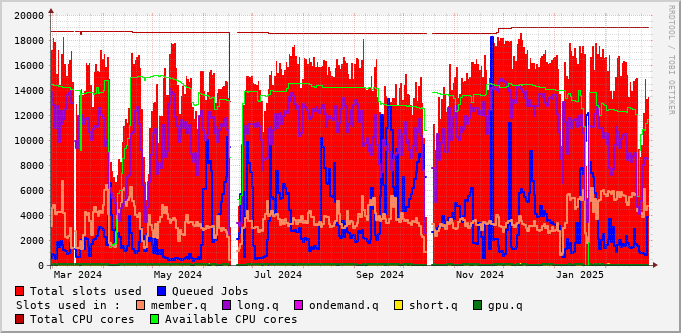 20000
18000
16000
14000
12000
10000
8000
6000
4000
2000
0
Mar 2024 May 2024 Jul 2024 Sep 2024 Nov 2024 Jan 2025
RRDTOOL / TOBI OETIKER
Total slots used Queued Jobs
Slots used in : member.q long.q ondemand.q short.q gpu.q
Total CPU cores Available CPU cores